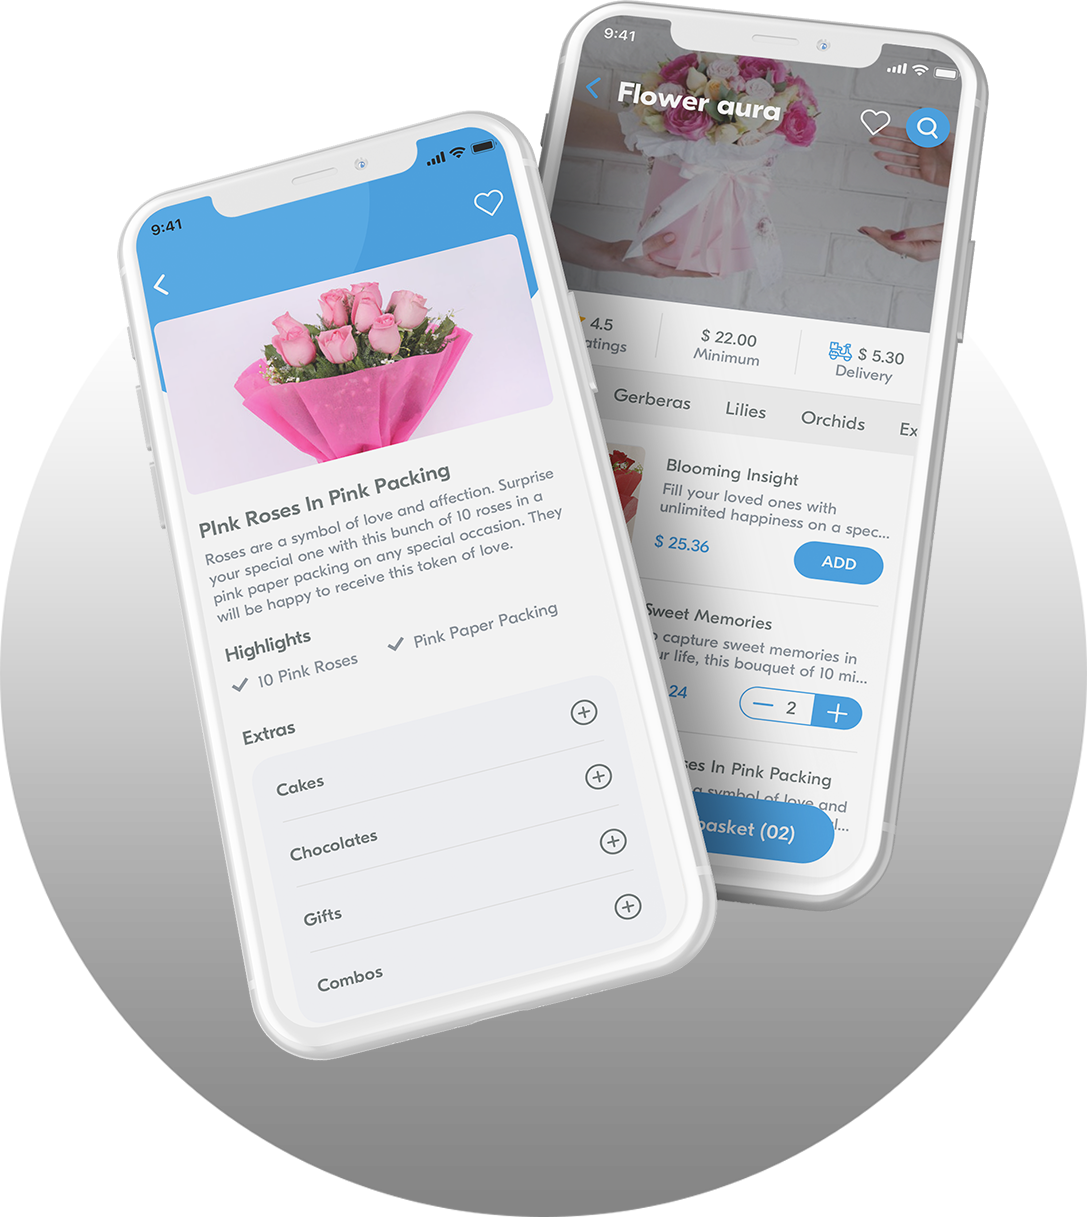 9:41
PInk Roses In Pink Packing
Roses are a symbol of love and affection. Surprise
your special one with this bunch of 10 roses in a
pink paper packing on any special occasion. They
will be happy to receive this token of love.
Highlights
10 Pink Roses
Pink Paper Packing
Extras
Cakes
Chocolates
Gifts
Combos
9:41
Flower aura
4.5
$ 22.00
Minimum
$ 5.30
Delivery
Gerberas Lilies Orchids
Blooming Insight
Fill your loved ones with
unlimited happiness on a spec...
$ 25.36
ADD
Sweet Memories
capture sweet memories in
life, this bouquet of 10 mi...
24
2
In Pink Packing
a symbol of love and
basket (02)